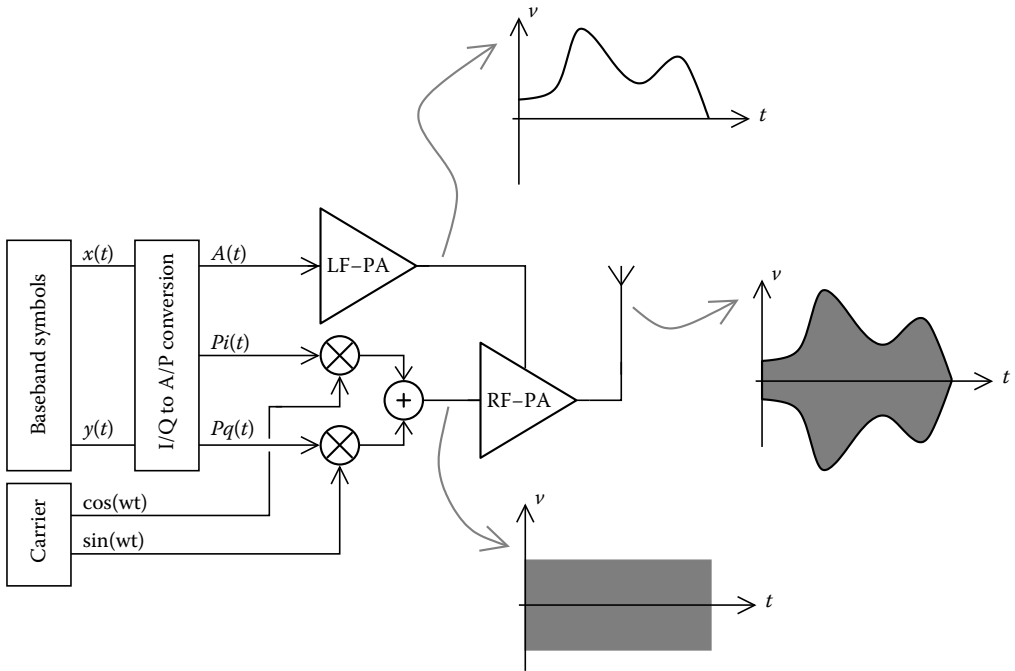 v
t
x(t)
A(t)
LF–PA
Baseband symbols
I/Q to A/P conversion
Pi(t)
v
t
RF–PA
+
y(t)
Pq(t)
Carrier
cos(wt)
sin(wt)
v
t